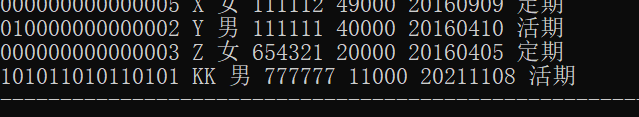 000000000000005 X 女 111112 49000 20160909 定期
010000000000002 Y 男 111111 40000 20160410 活期
000000000000003 Z 女 654321 20000 20160405 定期
101011010110101 KK 男 777777 11000 20211108 活期
--------------------------------------------------------------------------------